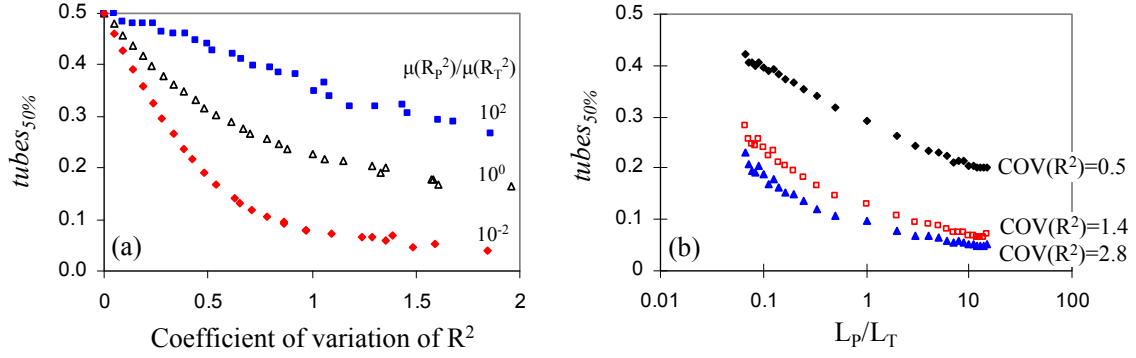 0.5
0.4
0.3
0.2
0.1
0.0
tubes50%
(a)
μ(RP²)/μ(RT²)
10²
10⁰
10⁻²
0
0.5
1
1.5
2
Coefficient of variation of R²
0.5
0.4
0.3
0.2
0.1
0
tubes50%
(b)
COV(R²)=0.5
COV(R²)=1.4
COV(R²)=2.8
0.01
0.1
1
10
100
LP/LT